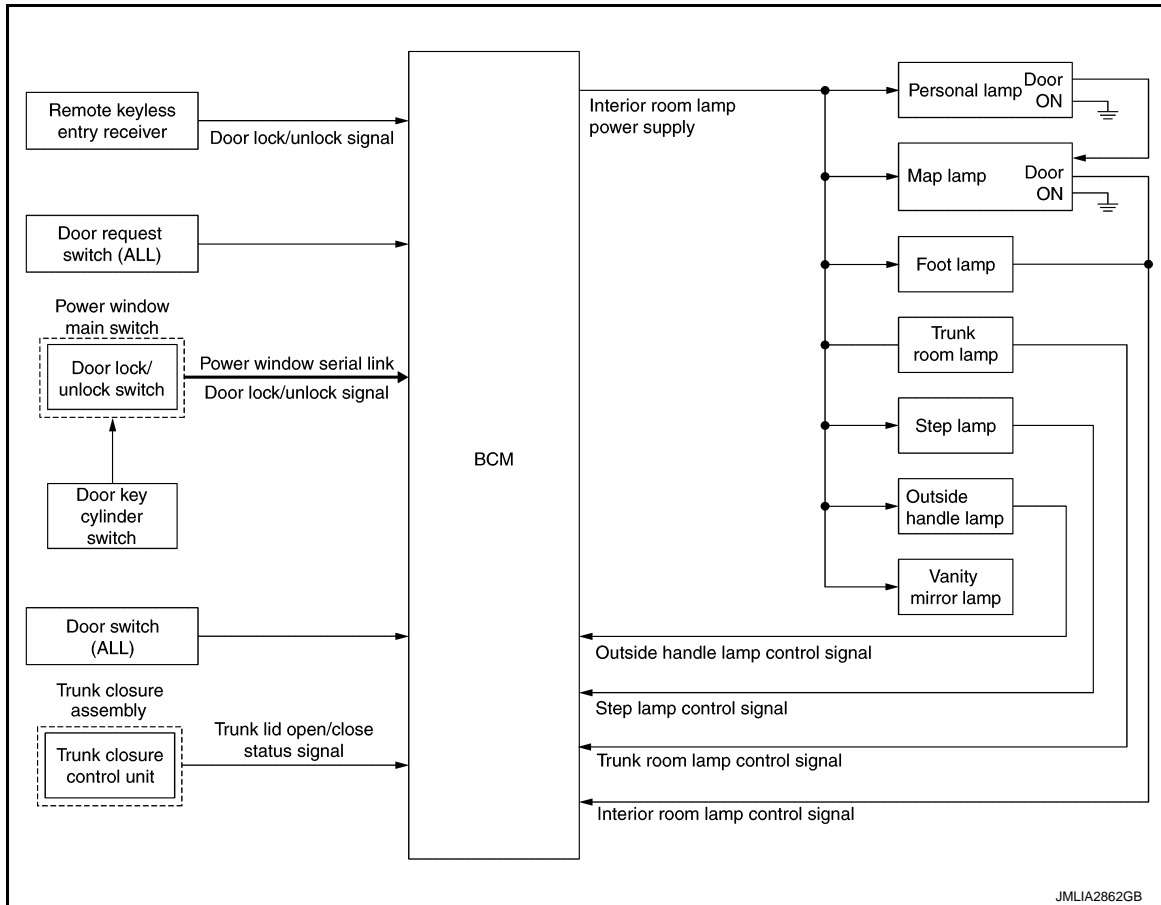 Remote keyless
entry receiver
Door lock/unlock signal
Door request
switch (ALL)
Power window
main switch
Door lock/
unlock switch
Power window serial link
Door lock/unlock signal
Door key
cylinder
switch
Door switch
(ALL)
Trunk closure
assembly
Trunk closure
control unit
Trunk lid open/close
status signal
BCM
Interior room lamp
power supply
Personal lamp
Door
ON
Map lamp
Door
ON
Foot lamp
Trunk
room lamp
Step lamp
Outside
handle lamp
Vanity
mirror lamp
Outside handle lamp control signal
Step lamp control signal
Trunk room lamp control signal
Interior room lamp control signal
JMLIA2862GB